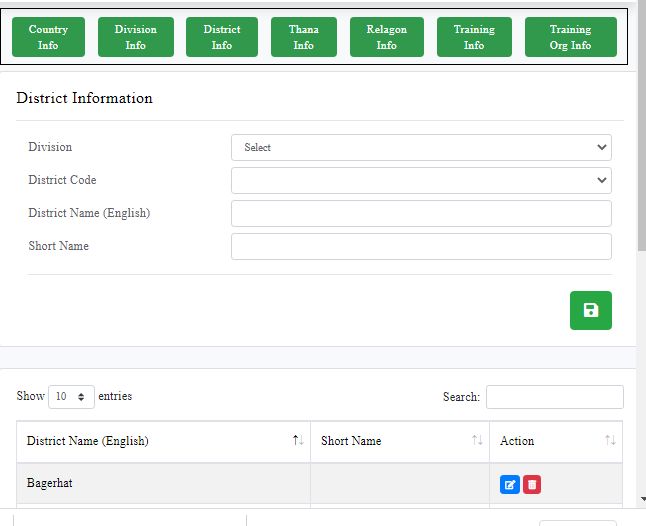 Country Info
Division Info
District Info
Thana Info
Relagon Info
Training Info
Training Org Info
District Information
Division
Select
District Code
District Name (English)
Short Name
Show 10 entries
Search:
District Name (English) Short Name Action
Bagerhat